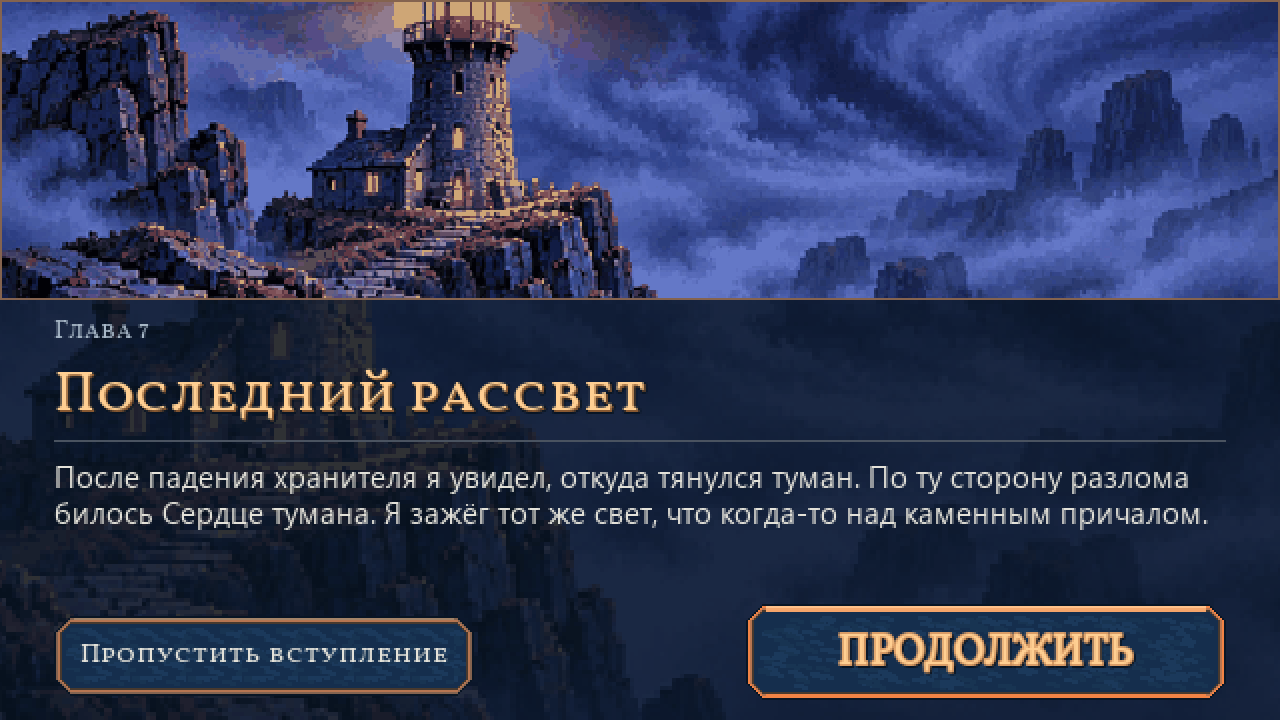 Глава 7
Последний рассвет
После падения хранителя я увидел, откуда тянулся туман. По ту сторону разлома
билось Сердце тумана. Я зажёг тот же свет, что когда-то над каменным причалом.
Пропустить вступление
ПРОДОЛЖИТЬ